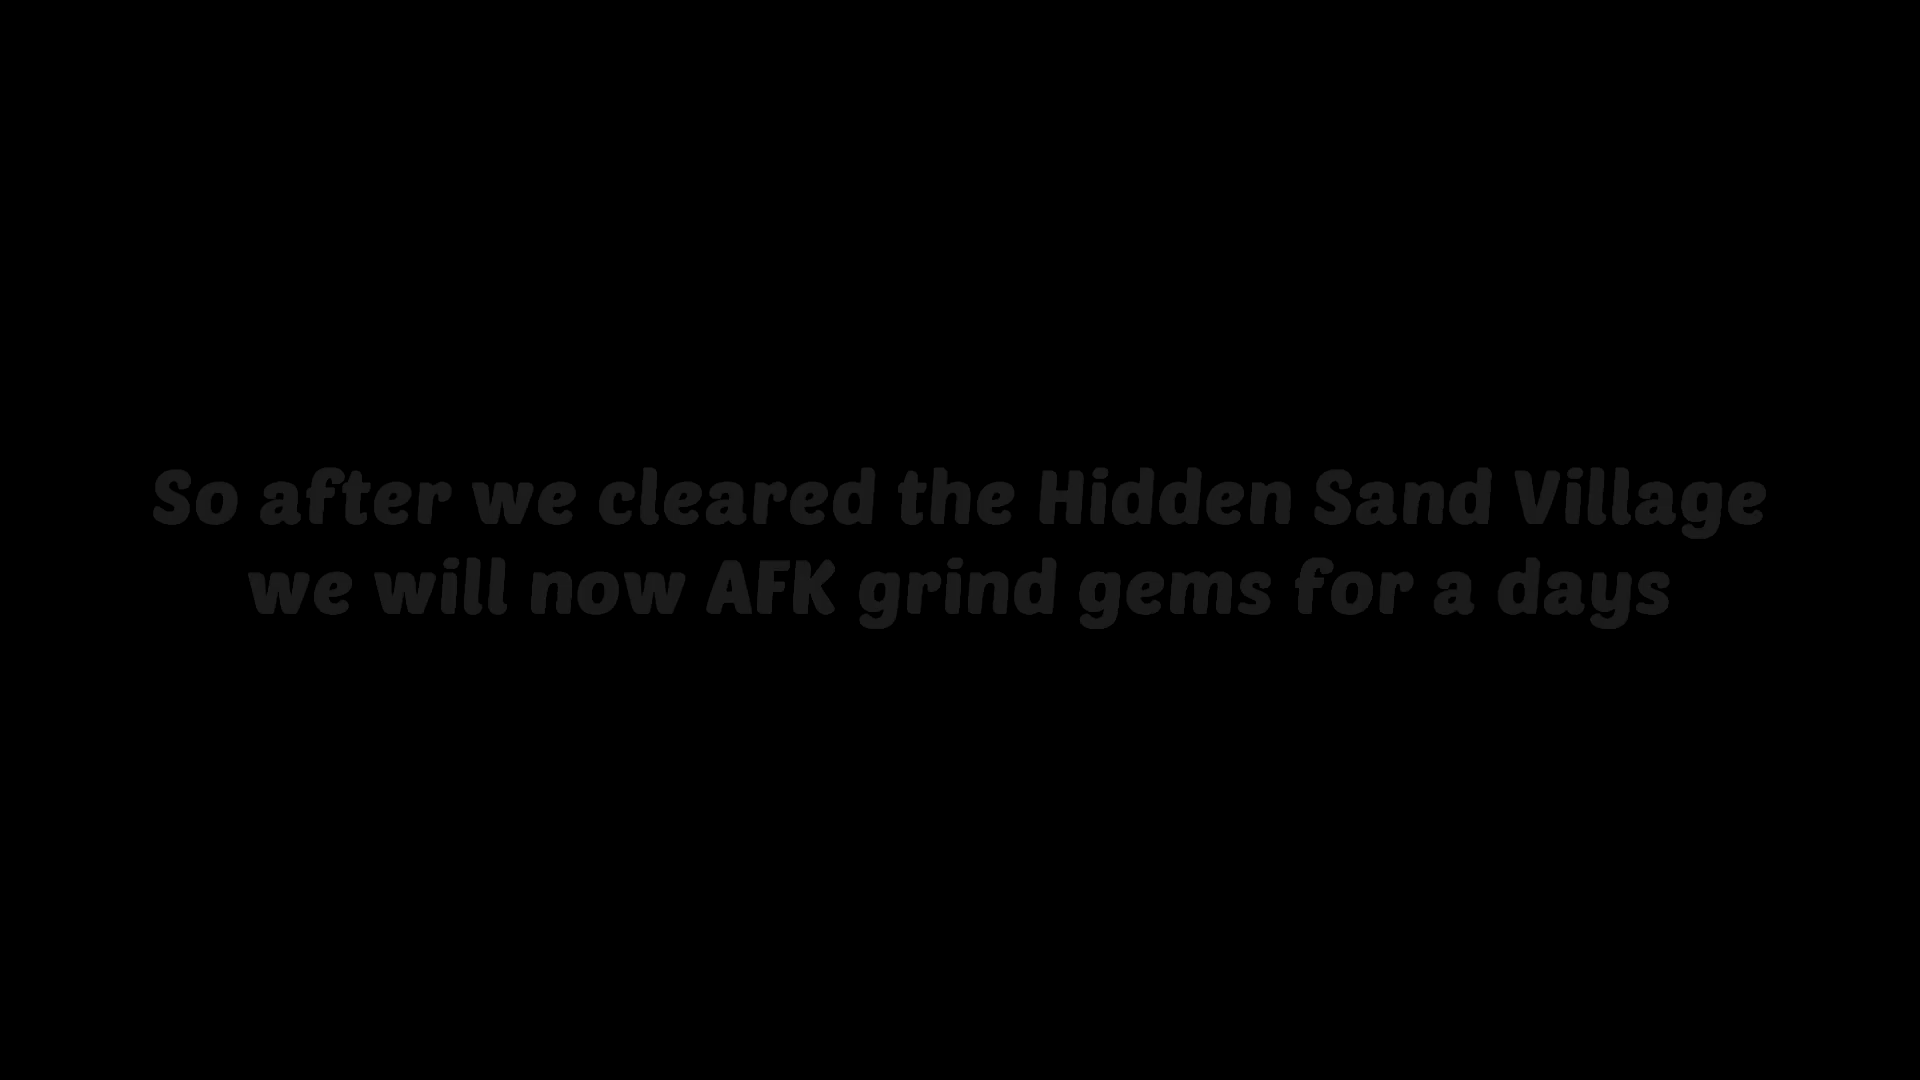 So after we cleared the Hidden Sand Village
we will now AFK grind gems for a days